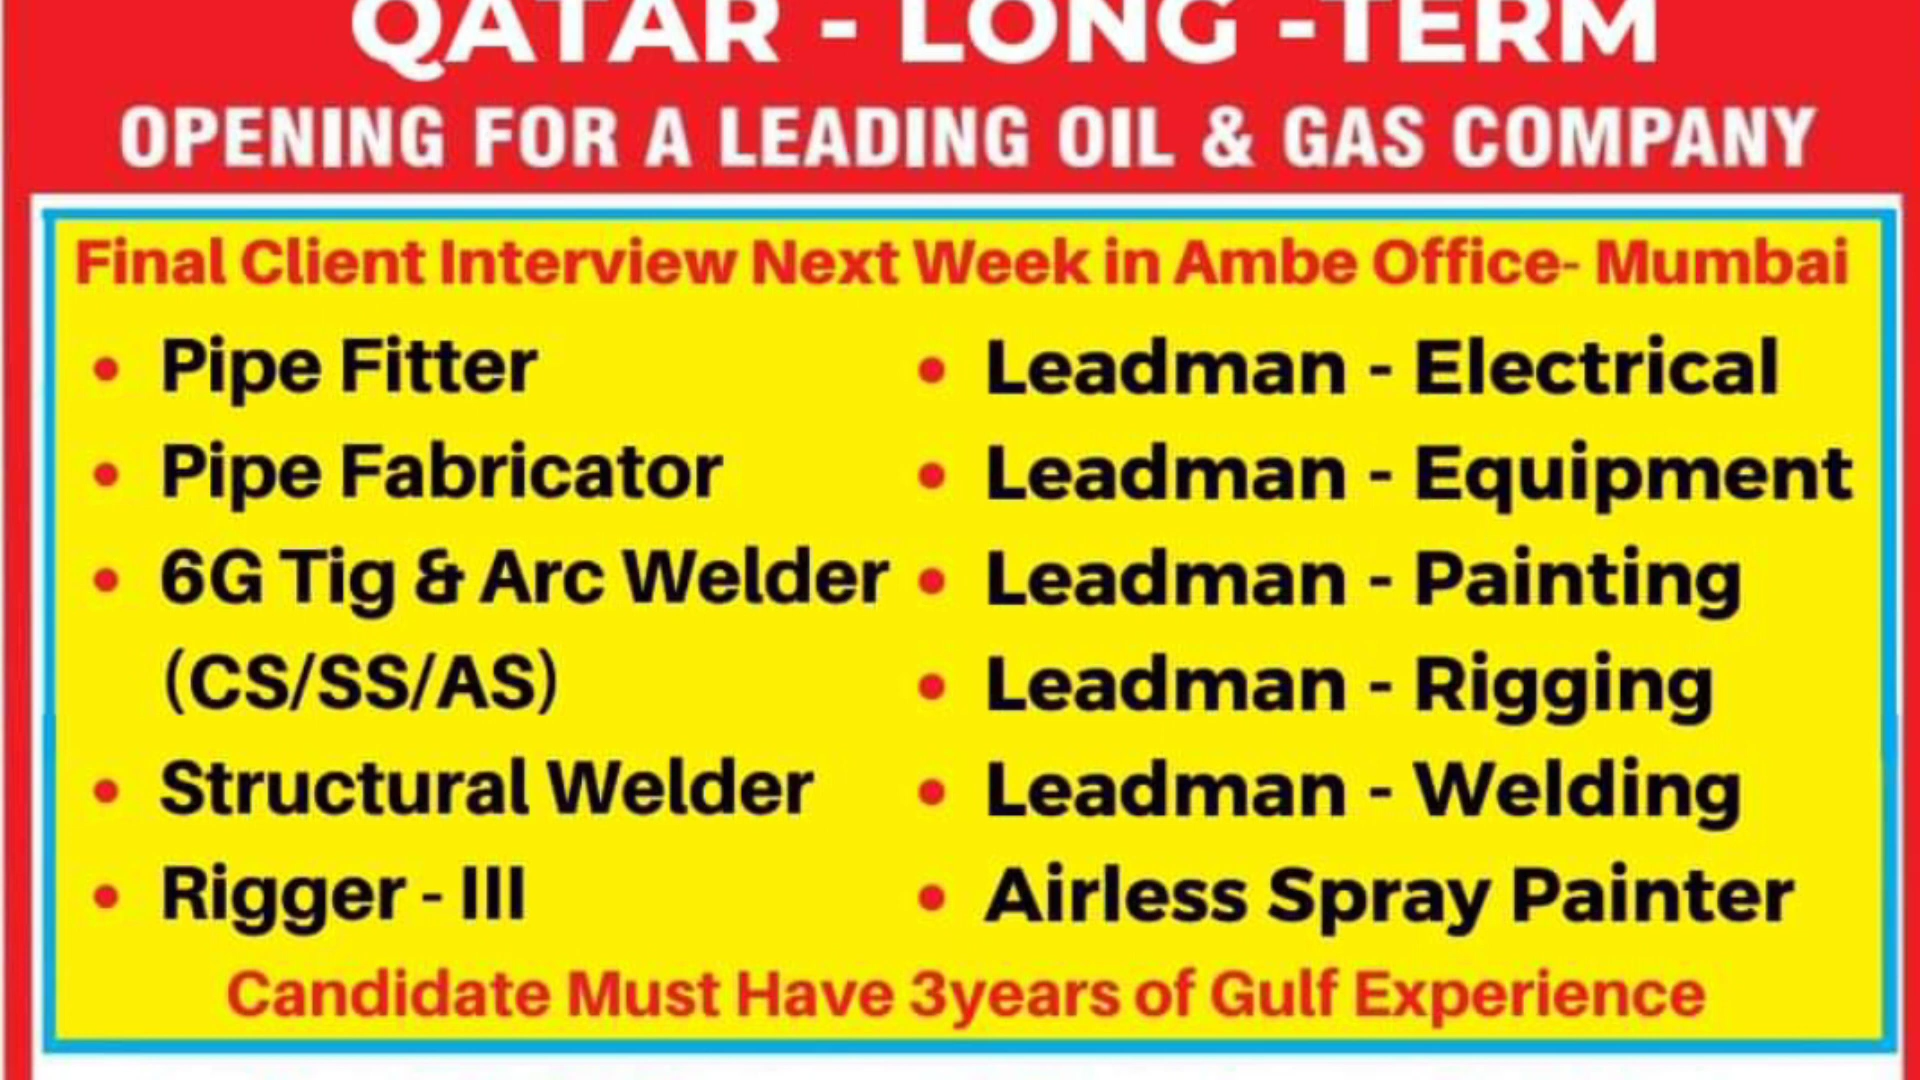 QATAR - LONG -TERM
OPENING FOR A LEADING OIL & GAS COMPANY
Final Client Interview Next Week in Ambe Office- Mumbai
• Pipe Fitter
• Pipe Fabricator
• 6G Tig & Arc Welder
(CS/SS/AS)
• Structural Welder
• Rigger - III
• Leadman - Electrical
• Leadman - Equipment
• Leadman - Painting
• Leadman - Rigging
• Leadman - Welding
• Airless Spray Painter
Candidate Must Have 3years of Gulf Experience